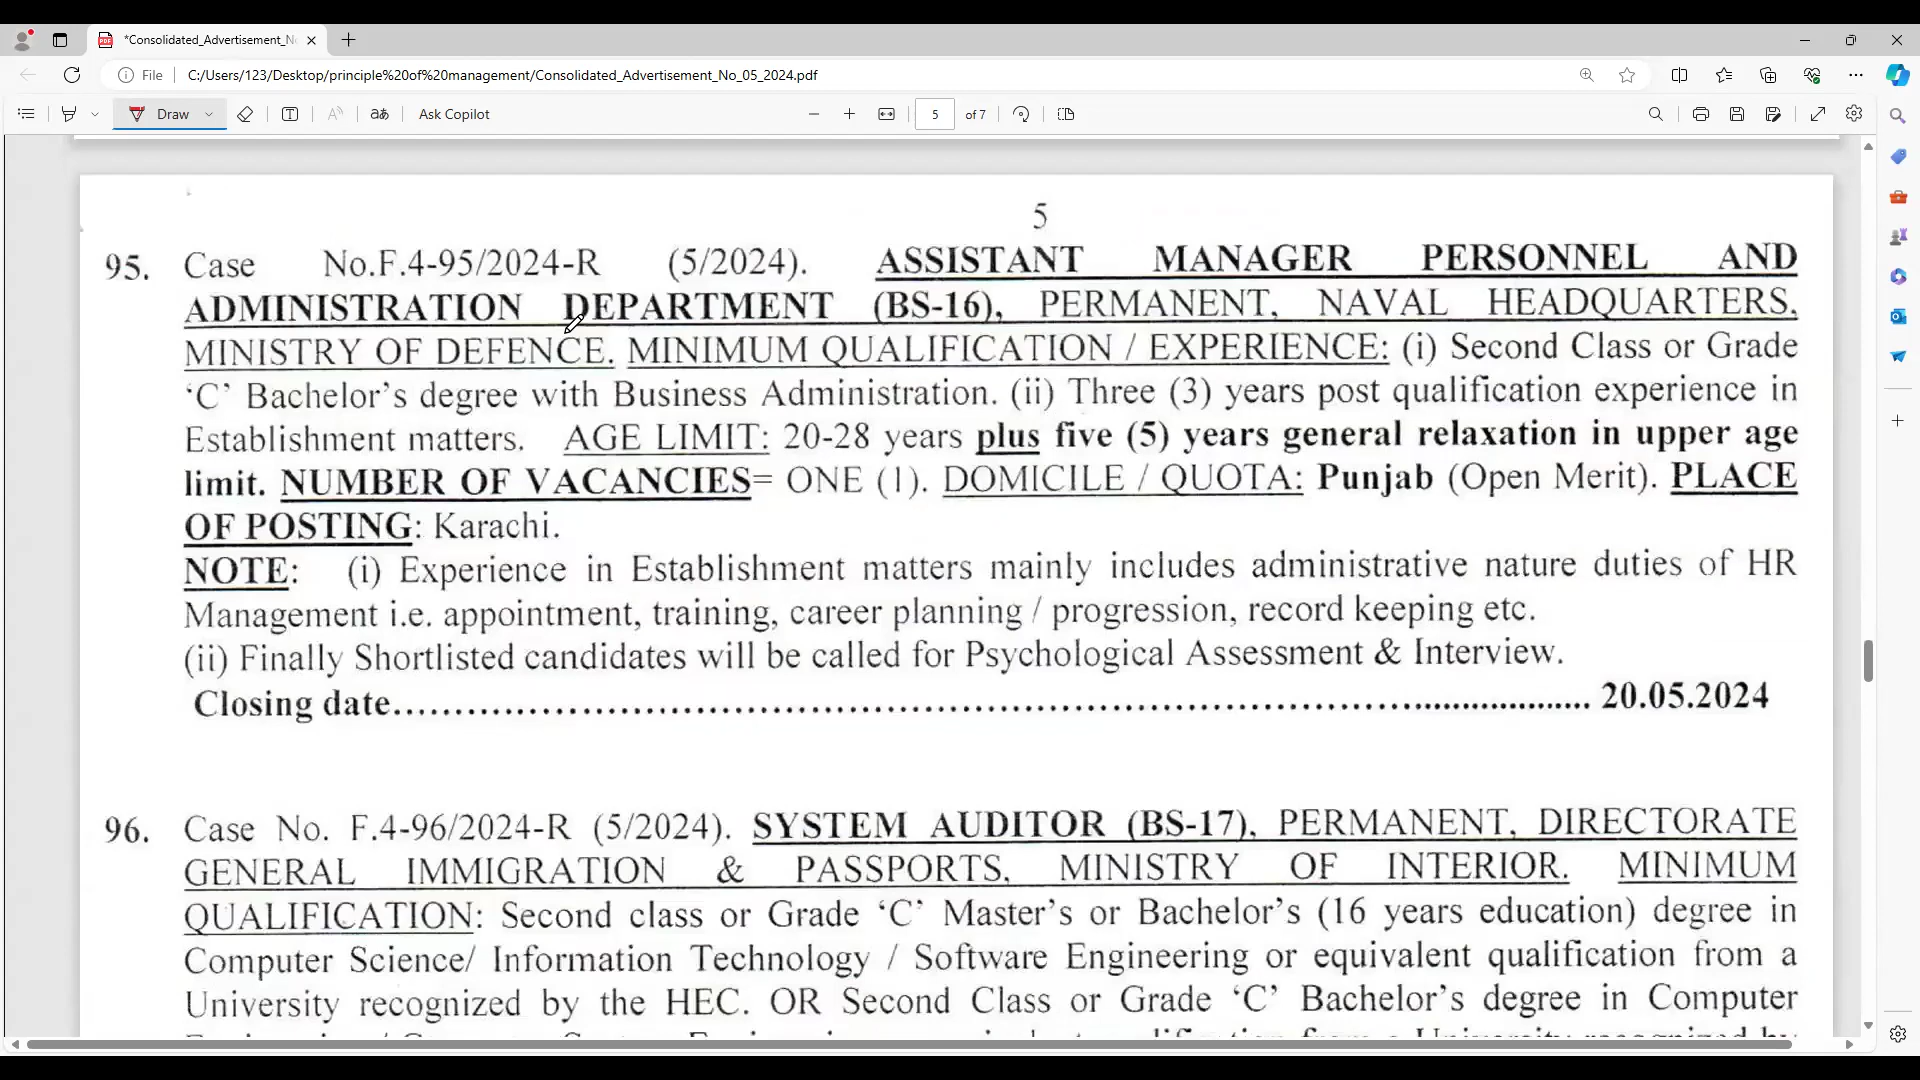 *Consolidated_Advertisement_N
File
C:/Users/123/Desktop/principle%20of%20management/Consolidated_Advertisement_No_05_2024.pdf
Draw
aあ
Ask Copilot
5
of 7
5
95. Case No.F.4-95/2024-R (5/2024). ASSISTANT MANAGER PERSONNEL AND
ADMINISTRATION DEPARTMENT (BS-16), PERMANENT, NAVAL HEADQUARTERS,
MINISTRY OF DEFENCE. MINIMUM QUALIFICATION / EXPERIENCE: (i) Second Class or Grade
‘C’ Bachelor’s degree with Business Administration. (ii) Three (3) years post qualification experience in
Establishment matters. AGE LIMIT: 20-28 years plus five (5) years general relaxation in upper age
limit. NUMBER OF VACANCIES= ONE (1). DOMICILE / QUOTA: Punjab (Open Merit). PLACE
OF POSTING: Karachi.
NOTE: (i) Experience in Establishment matters mainly includes administrative nature duties of HR
Management i.e. appointment, training, career planning / progression, record keeping etc.
(ii) Finally Shortlisted candidates will be called for Psychological Assessment & Interview.
Closing date.......................................................................................... 20.05.2024
96. Case No. F.4-96/2024-R (5/2024). SYSTEM AUDITOR (BS-17), PERMANENT, DIRECTORATE
GENERAL IMMIGRATION & PASSPORTS, MINISTRY OF INTERIOR. MINIMUM
QUALIFICATION: Second class or Grade ‘C’ Master’s or Bachelor’s (16 years education) degree in
Computer Science/ Information Technology / Software Engineering or equivalent qualification from a
University recognized by the HEC. OR Second Class or Grade ‘C’ Bachelor’s degree in Computer